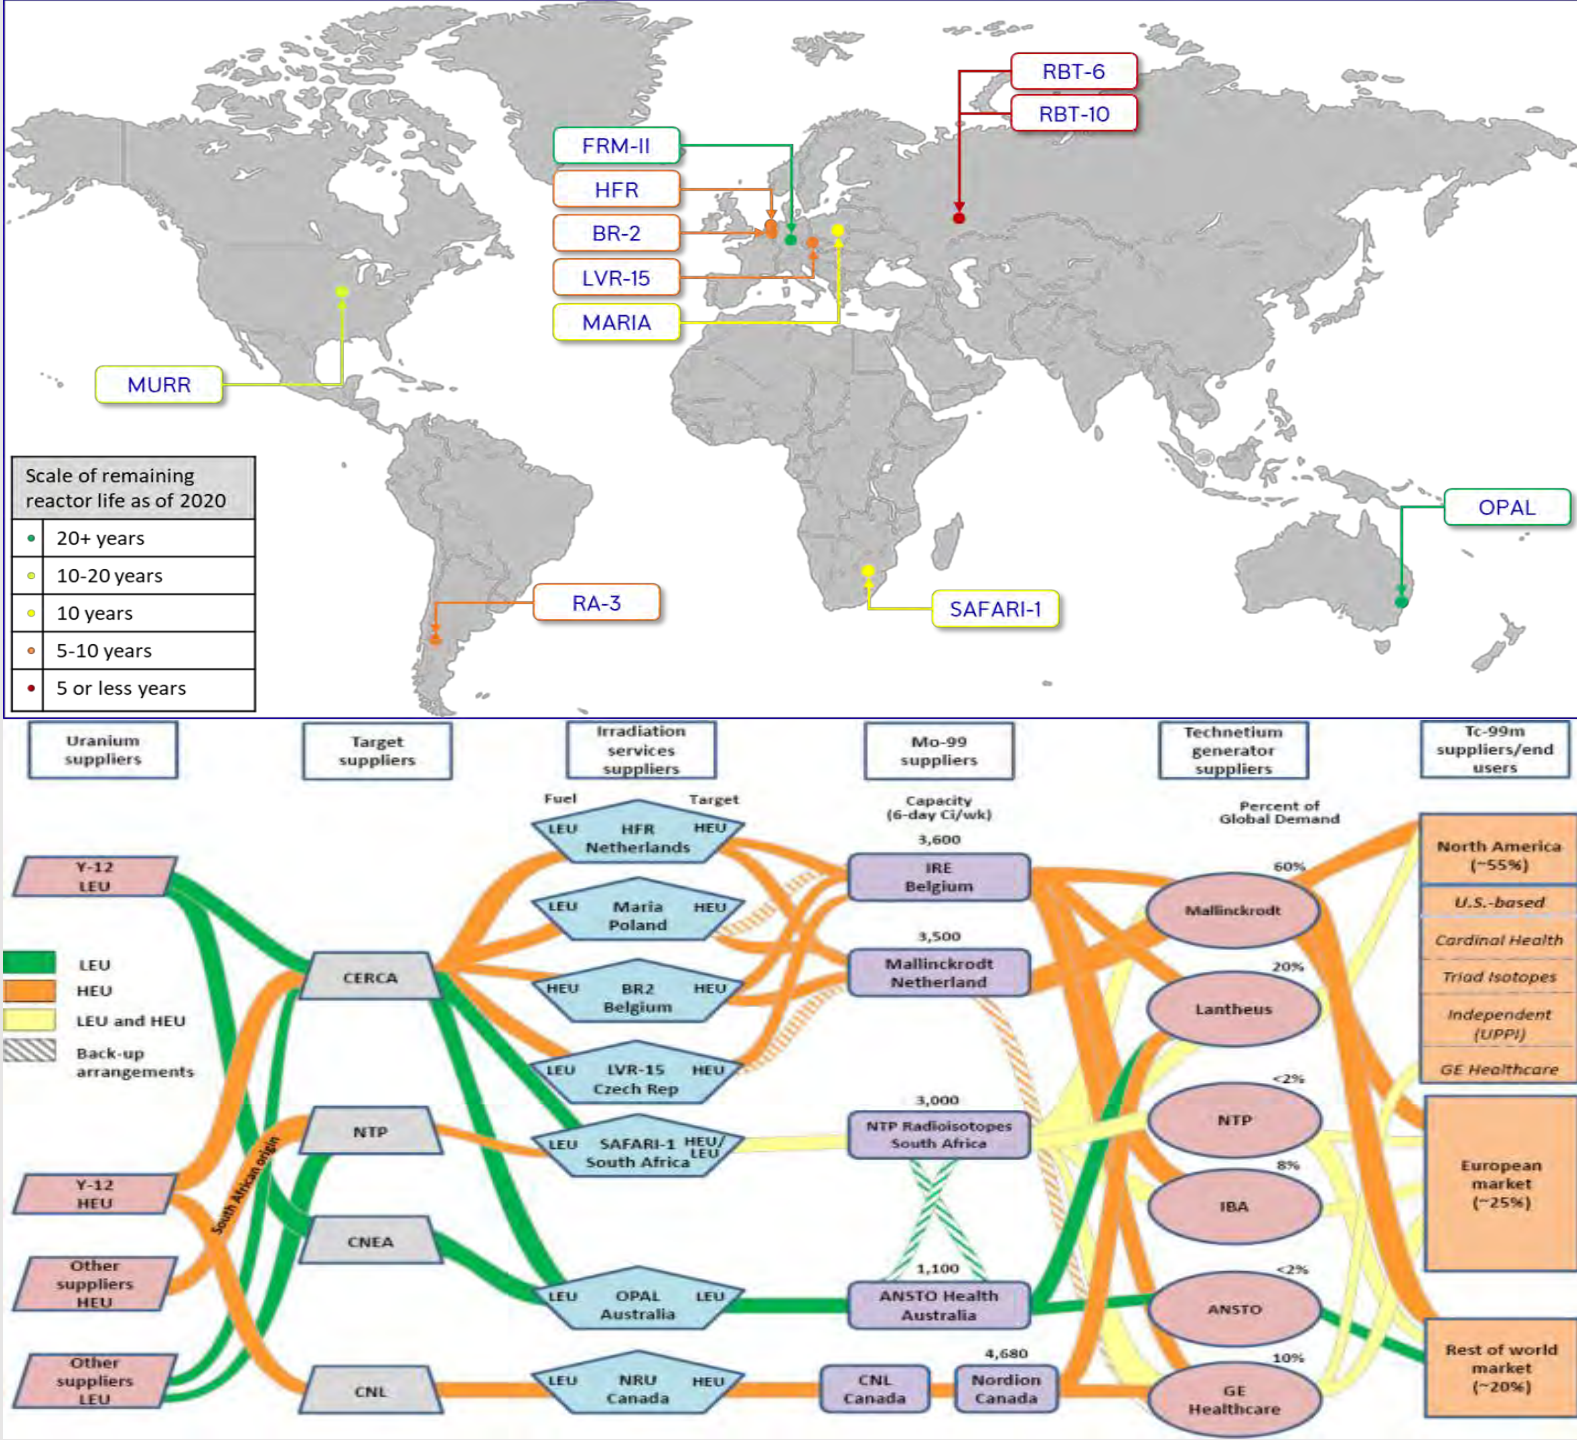 RBT-6
RBT-10
FRM-II
HFR
BR-2
LVR-15
MARIA
MURR
Scale of remaining
reactor life as of 2020
20+ years
10-20 years
10 years
5-10 years
5 or less years
OPAL
RA-3
SAFARI-1
Uranium
suppliers
Target
suppliers
Irradiation
services
suppliers
Mo-99
suppliers
Technetium
generator
suppliers
Tc-99m
suppliers/end
users
Fuel
Target
Capacity
(6-day Ci/wk)
Percent of
Global Demand
Y-12
LEU
LEU
HEU
LEU and HEU
Back-up
arrangements
Y-12
HEU
Other
suppliers
HEU
Other
suppliers
LEU
South African origin
CERCA
NTP
CNEA
CNL
LEU
HFR
Netherlands
HEU
LEU
Maria
Poland
HEU
HEU
BR2
Belgium
HEU
LEU
LVR-15
Czech Rep
HEU
LEU
SAFARI-1
South Africa
HEU/
LEU
LEU
OPAL
Australia
LEU
LEU
NRU
Canada
HEU
3,600
IRE
Belgium
3,500
Mallinckrodt
Netherland
3,000
NTP Radioisotopes
South Africa
1,100
ANSTO Health
Australia
CNL
Canada
4,680
Nordion
Canada
60%
Mallinckrodt
20%
Lantheus
<2%
NTP
8%
IBA
<2%
ANSTO
10%
GE
Healthcare
North America
(~55%)
U.S.-based
Cardinal Health
Triad Isotopes
Independent
(UPPI)
GE Healthcare
European
market
(~25%)
Rest of world
market
(~20%)